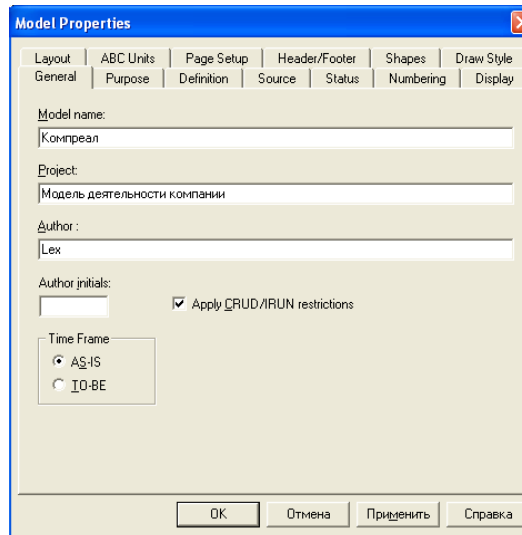 Model Properties
Layout ABC Units Page Setup Header/Footer Shapes Draw Style
General Purpose Definition Source Status Numbering Display
Model name:
Компреал
Project:
Модель деятельности компании
Author :
Lex
Author initials:
Apply CRUD/IRUN restrictions
Time Frame
AS-IS
TO-BE
OK Отмена Применить Справка